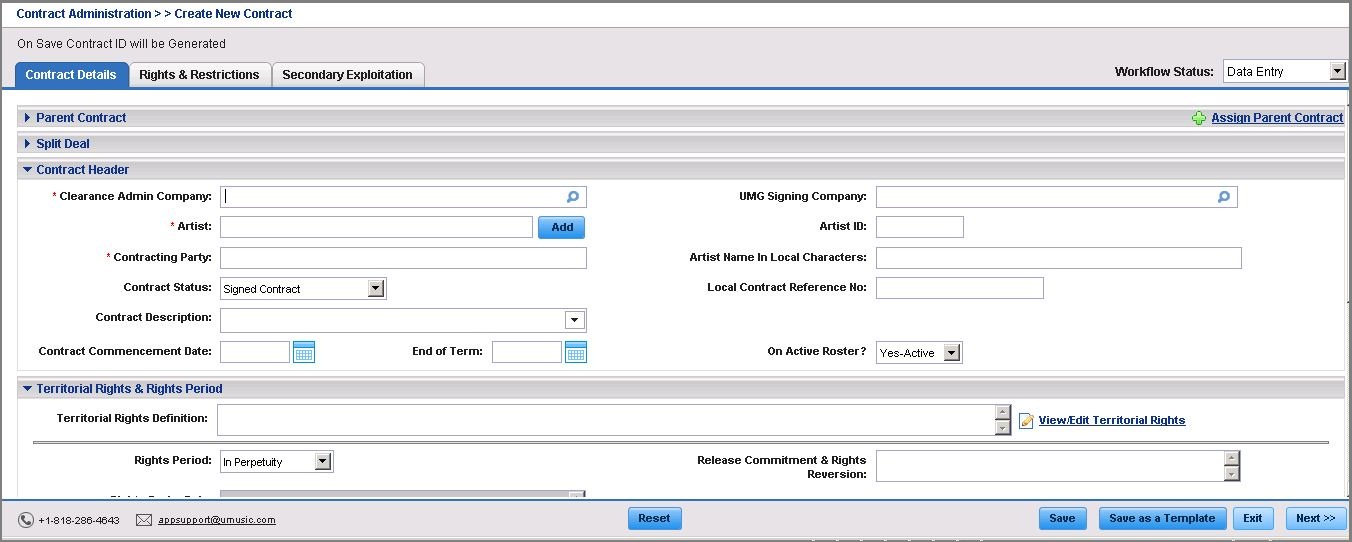 Contract Administration > > Create New Contract
On Save Contract ID will be Generated
Contract Details Rights & Restrictions Secondary Exploitation Workflow Status: Data Entry
Parent Contract Assign Parent Contract
Split Deal
Contract Header
* Clearance Admin Company: UMG Signing Company:
* Artist: Add Artist ID:
* Contracting Party: Artist Name In Local Characters:
Contract Status: Signed Contract Local Contract Reference No:
Contract Description:
Contract Commencement Date: End of Term: On Active Roster? Yes-Active
Territorial Rights & Rights Period
Territorial Rights Definition: View/Edit Territorial Rights
Rights Period: In Perpetuity Release Commitment & Rights
Reversion:
+1-818-286-4643 appsupport@umusic.com Reset Save Save as a Template Exit Next >>